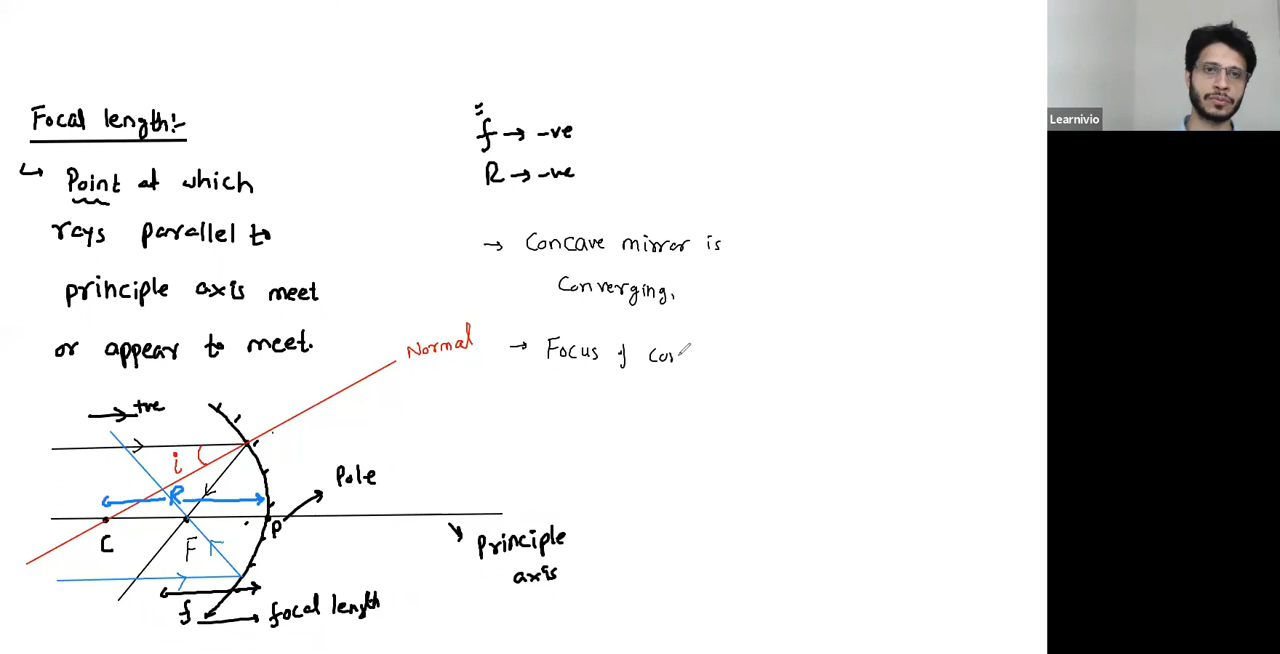 Focal length:-
↳ Point at which
rays parallel to
principle axis meet
or appear to meet.
f → -ve
R → -ve
→ Concave mirror is
Converging,
→ Focus of
Normal
→ +ve
i
R
Pole
C
F
P
Principle
axis
f → focal length
Learnivio